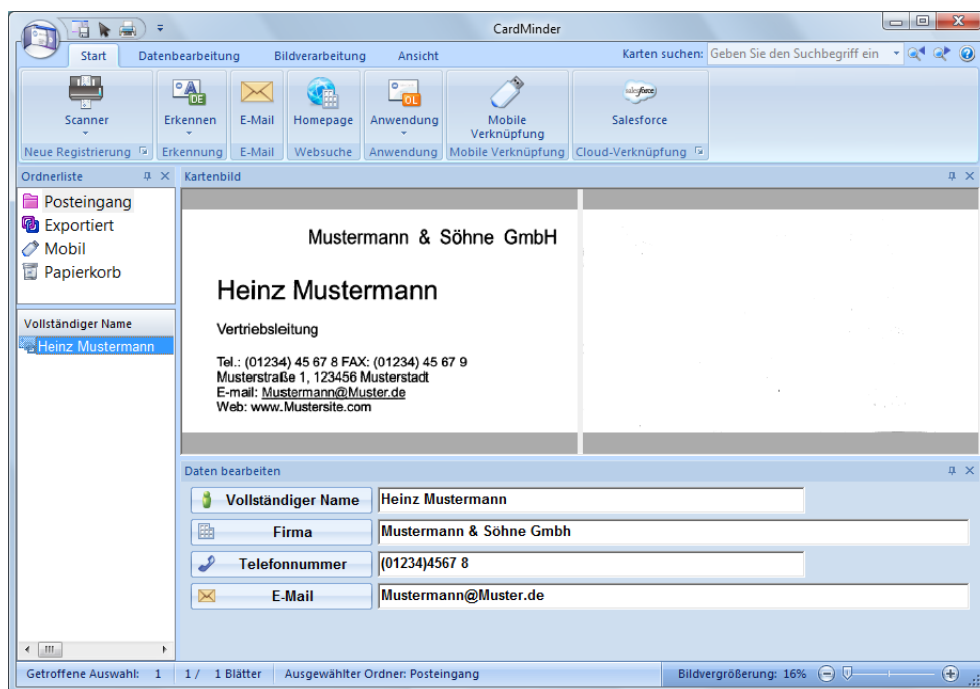 CardMinder
Start Datenbearbeitung Bildverarbeitung Ansicht Karten suchen: Geben Sie den Suchbegriff ein
DE OL salesforce
Scanner Erkennen E-Mail Homepage Anwendung Mobile Verknüpfung Salesforce
Neue Registrierung Erkennung E-Mail Websuche Anwendung Mobile Verknüpfung Cloud-Verknüpfung
Ordnerliste
Posteingang
Exportiert
Mobil
Papierkorb
Vollständiger Name
Heinz Mustermann
Kartenbild
Mustermann & Söhne GmbH
Heinz Mustermann
Vertriebsleitung
Tel.: (01234) 45 67 8 FAX: (01234) 45 67 9
Musterstraße 1, 123456 Musterstadt
E-mail: Mustermann@Muster.de
Web: www.Mustersite.com
Daten bearbeiten
Vollständiger Name Heinz Mustermann
Firma Mustermann & Söhne Gmbh
Telefonnummer (01234)4567 8
E-Mail Mustermann@Muster.de
Getroffene Auswahl: 1 1 / 1 Blätter Ausgewählter Ordner: Posteingang Bildvergrößerung: 16%